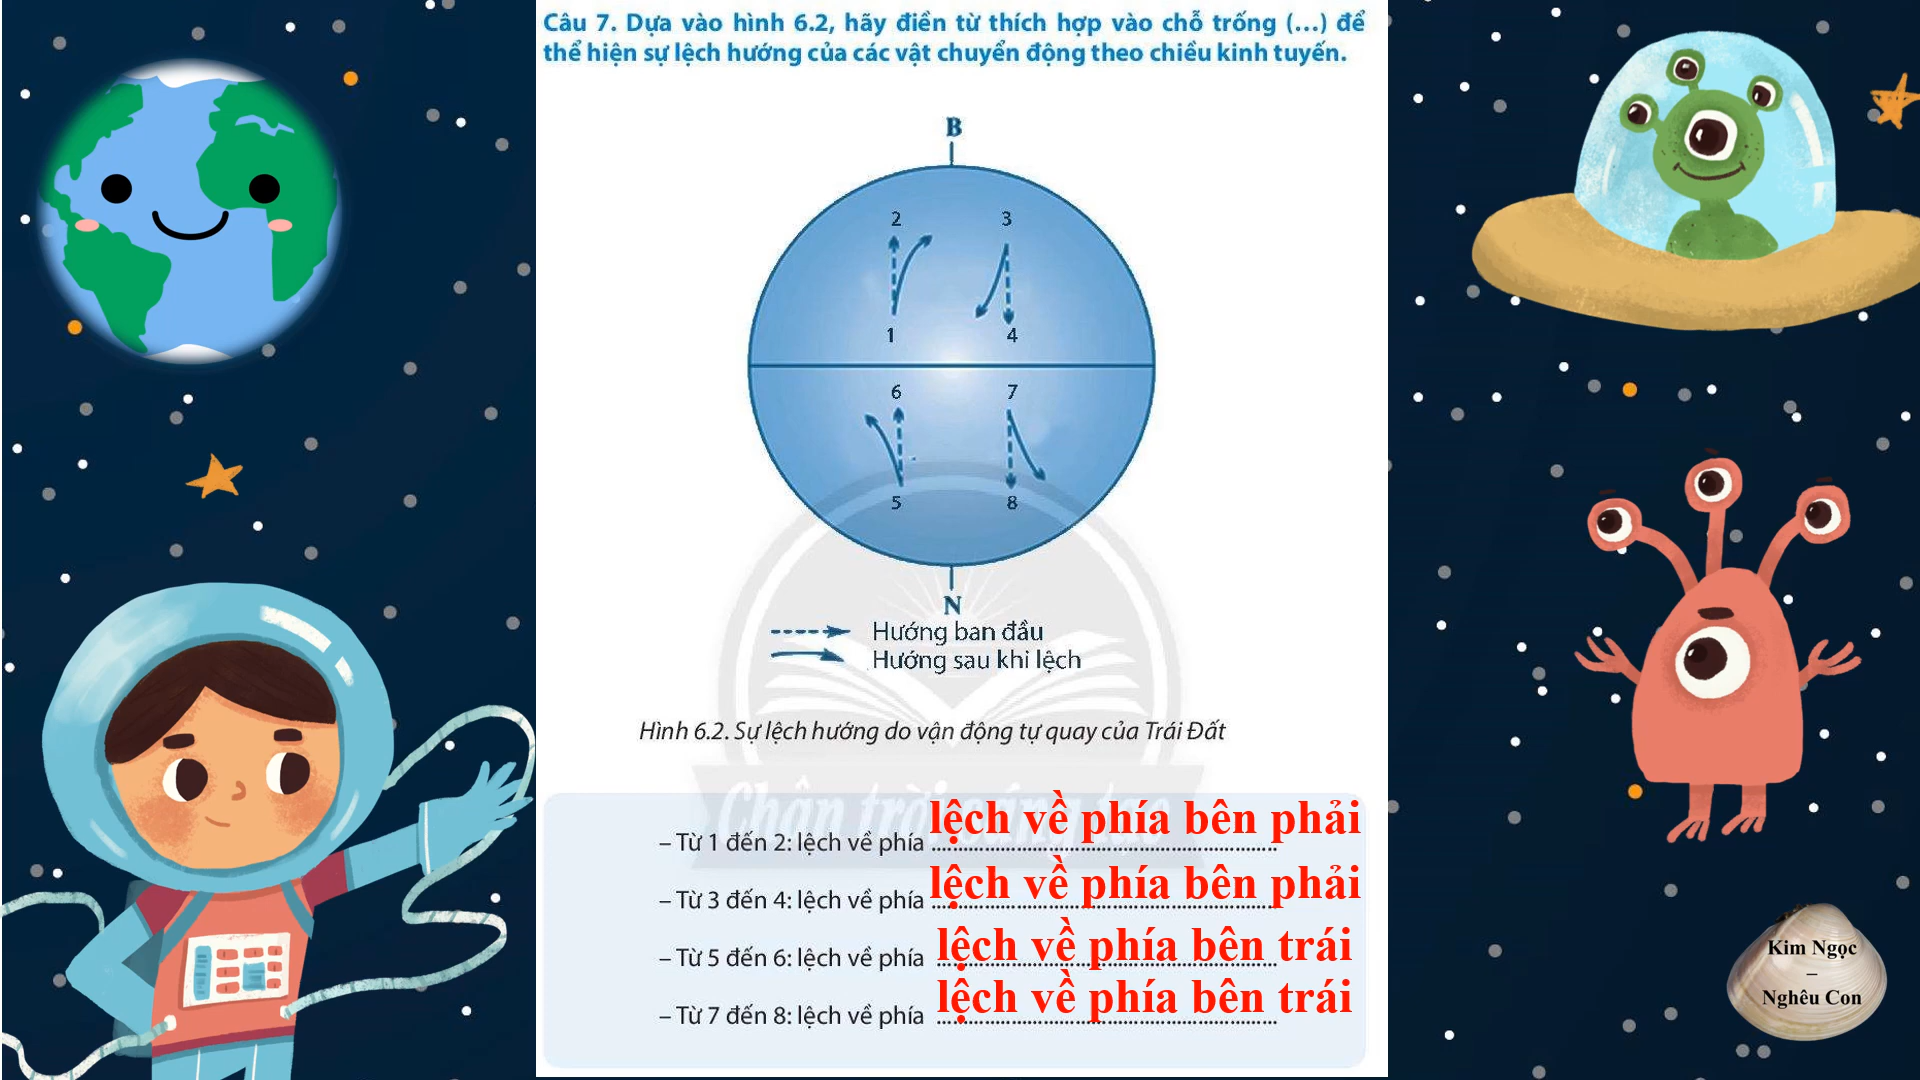 Câu 7. Dựa vào hình 6.2, hãy điền từ thích hợp vào chỗ trống (...) để
thể hiện sự lệch hướng của các vật chuyển động theo chiều kinh tuyến.
B
2 3
1 4
6 7
5 8
N
Hướng ban đầu
Hướng sau khi lệch
Hình 6.2. Sự lệch hướng do vận động tự quay của Trái Đất
Chân trời sáng tạo
– Từ 1 đến 2: lệch về phía lệch về phía bên phải
– Từ 3 đến 4: lệch về phía lệch về phía bên phải
– Từ 5 đến 6: lệch về phía lệch về phía bên trái
– Từ 7 đến 8: lệch về phía lệch về phía bên trái
Kim Ngọc
–
Nghêu Con